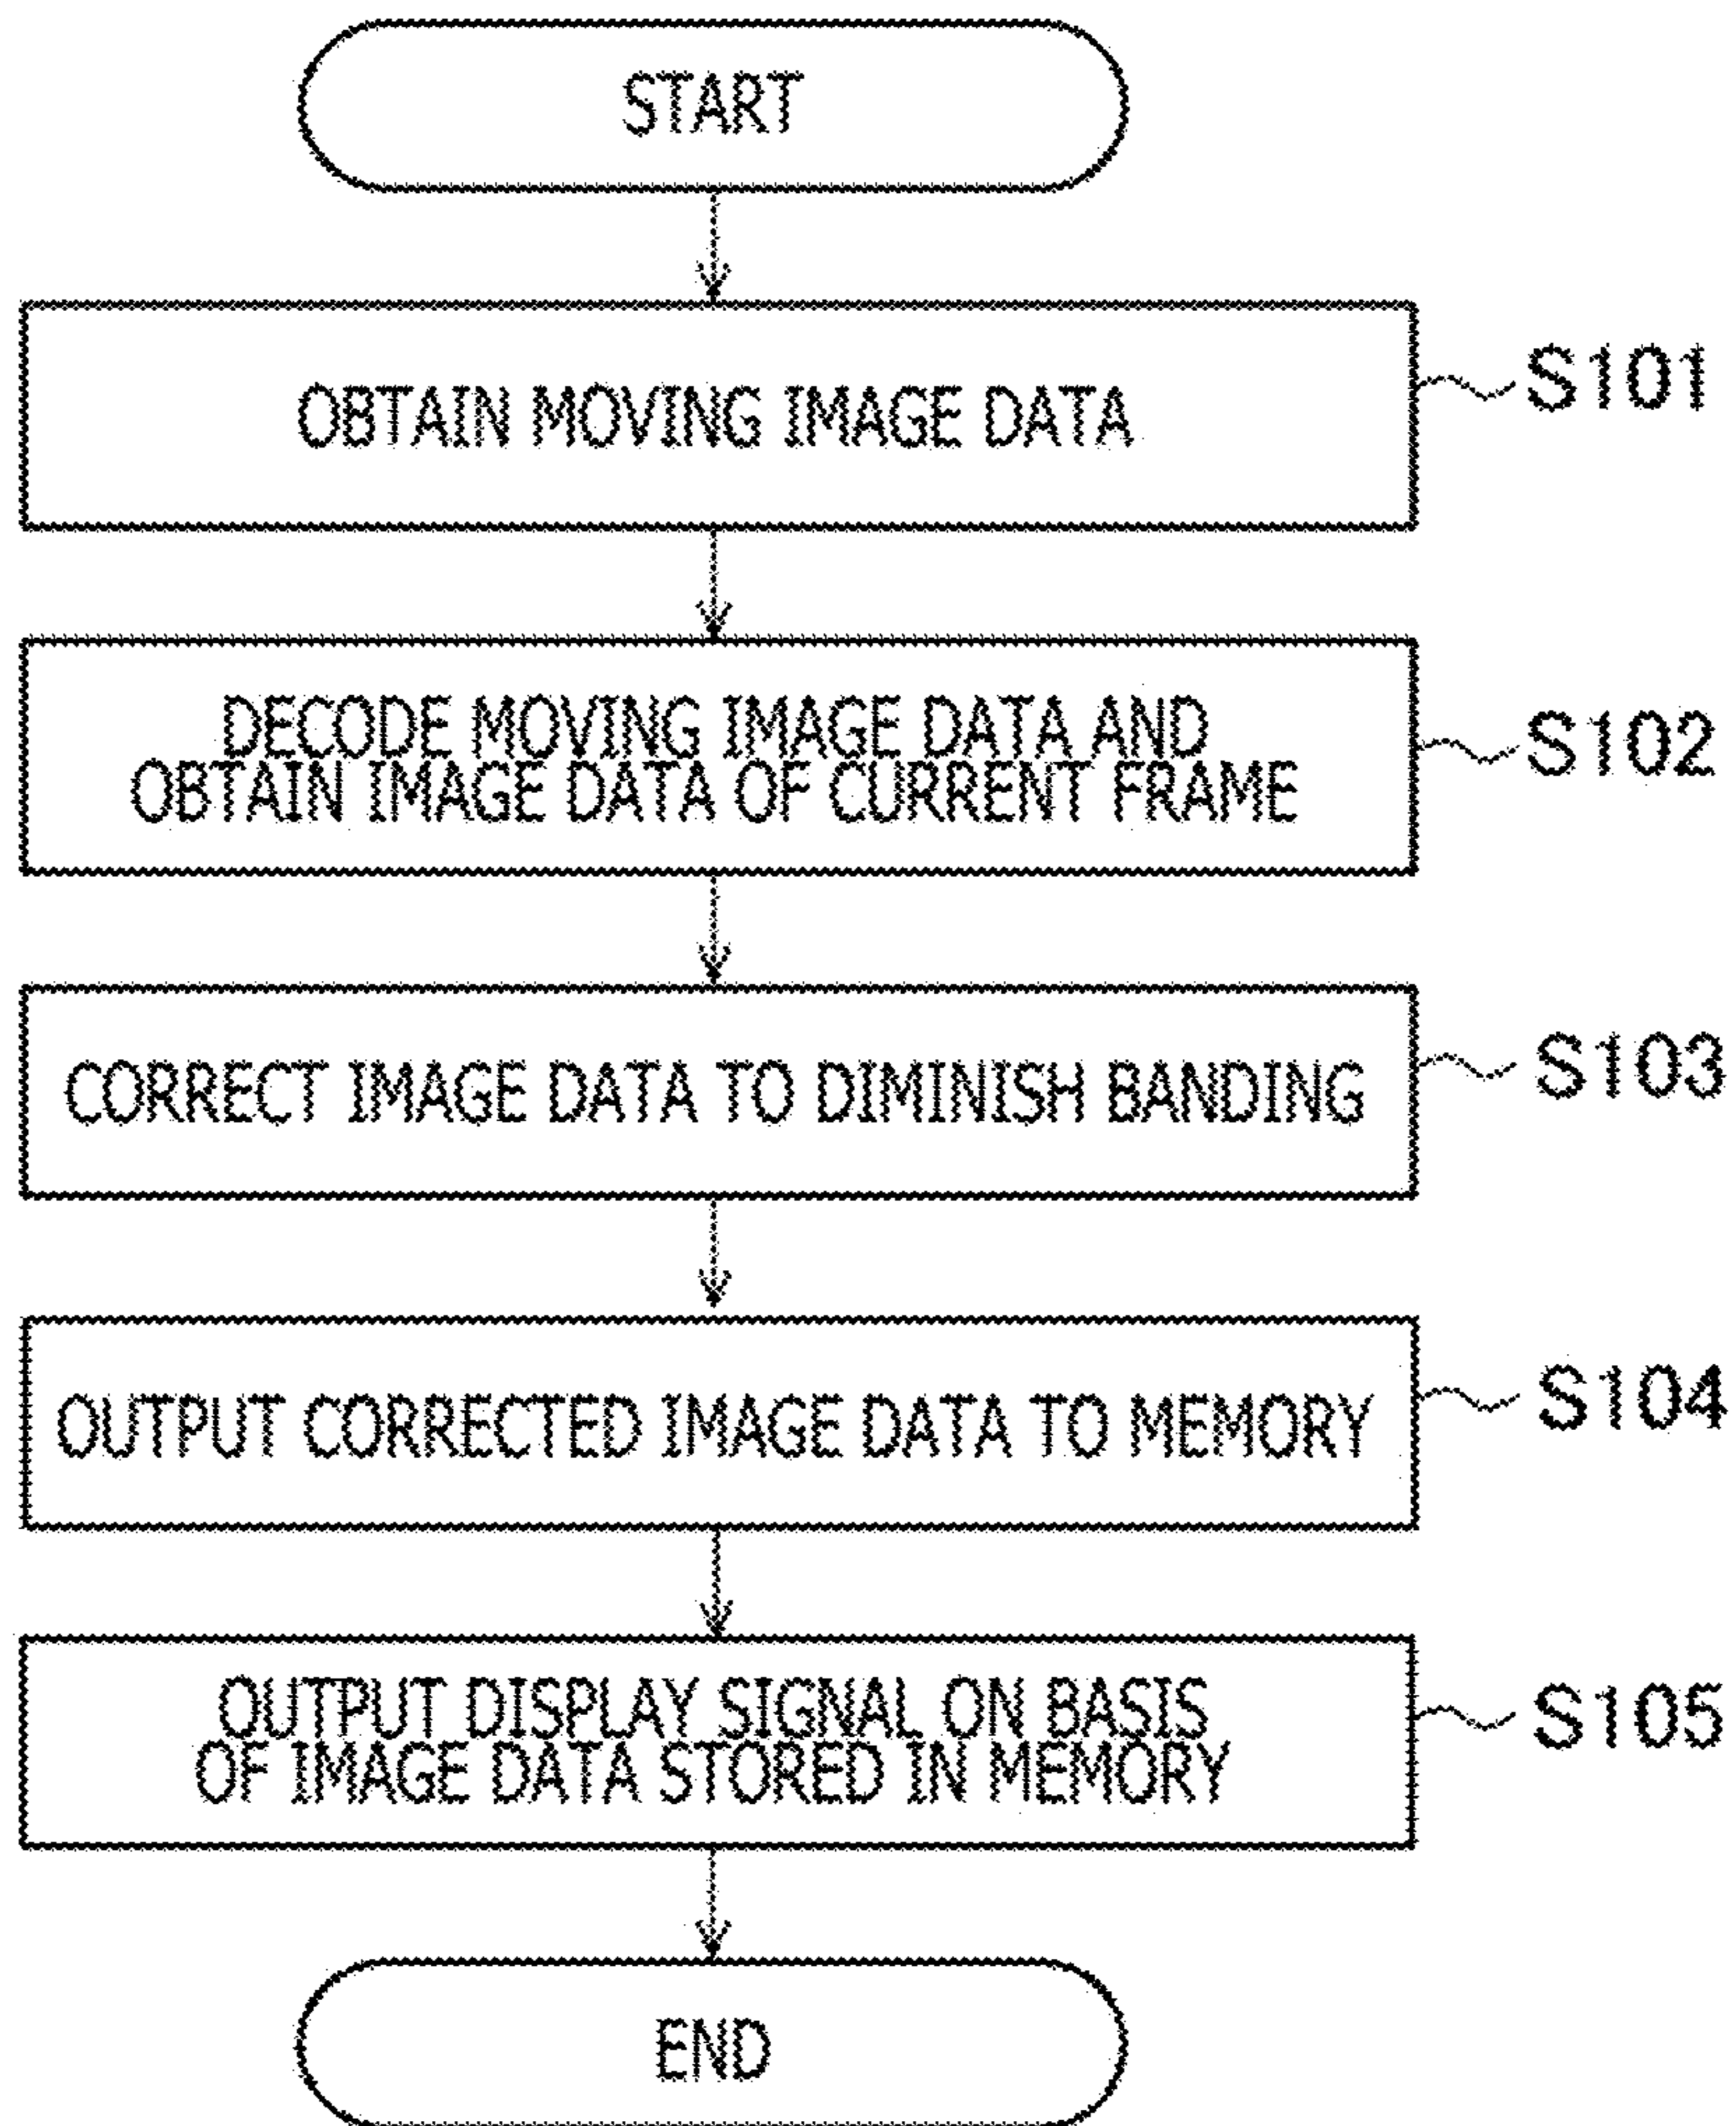 START
OBTAIN MOVING IMAGE DATA
S101
DECODE MOVING IMAGE DATA AND
OBTAIN IMAGE DATA OF CURRENT FRAME
S102
CORRECT IMAGE DATA TO DIMINISH BANDING
S103
OUTPUT CORRECTED IMAGE DATA TO MEMORY
S104
OUTPUT DISPLAY SIGNAL ON BASIS
OF IMAGE DATA STORED IN MEMORY
S105
END